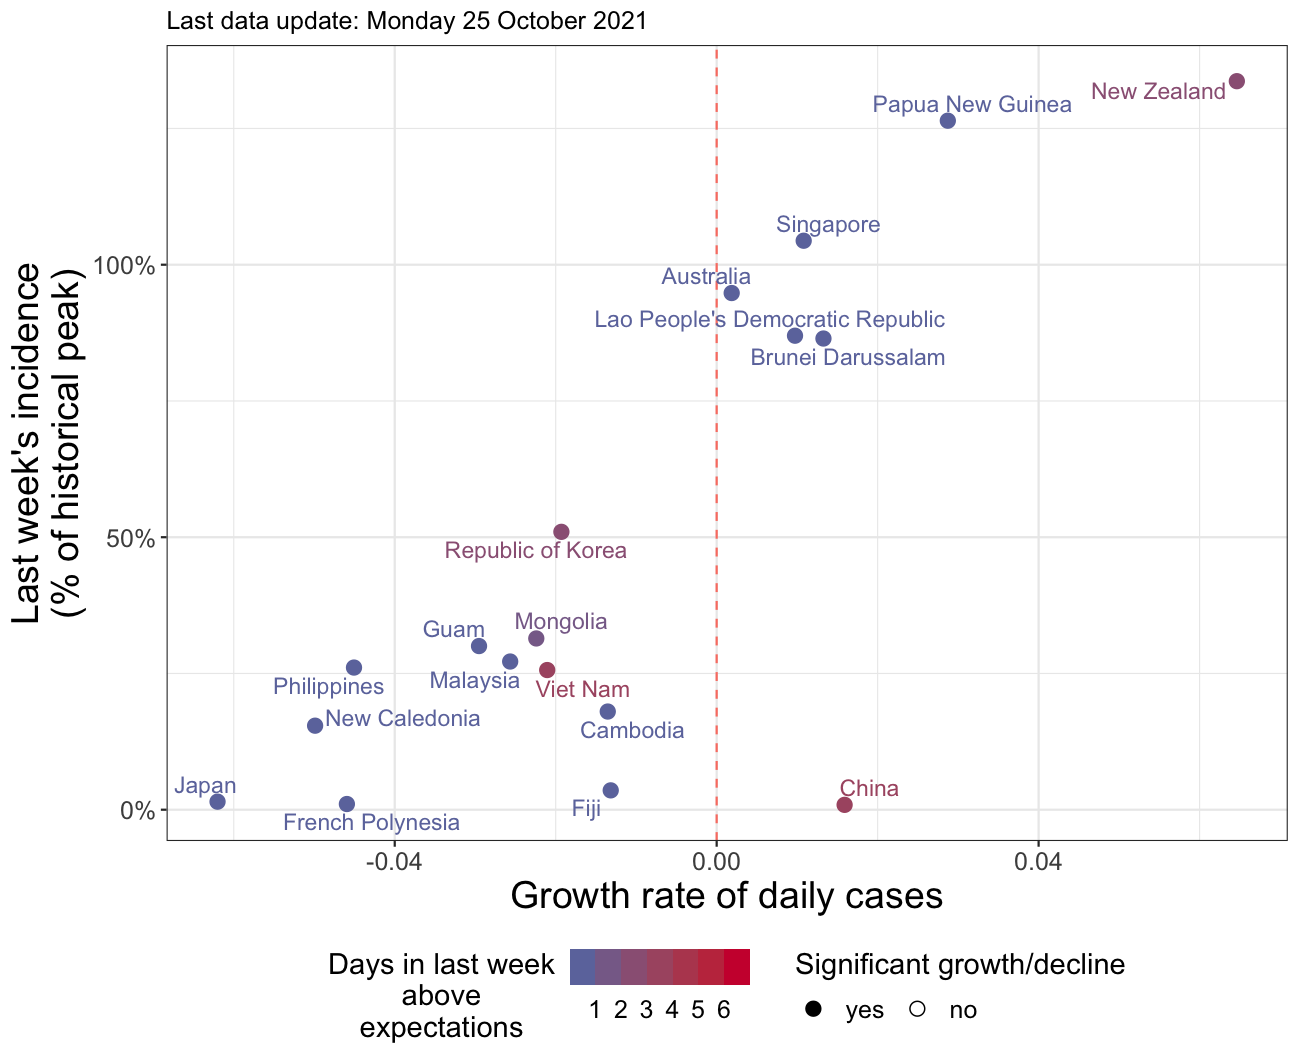 Last data update: Monday 25 October 2021
New Zealand
Papua New Guinea
Singapore
100%
Australia
Lao People's Democratic Republic
Brunei Darussalam
Last week's incidence
(% of historical peak)
50%
Republic of Korea
Mongolia
Guam
Malaysia
Philippines
Viet Nam
New Caledonia
Cambodia
Japan
China
Fiji
0%
French Polynesia
-0.04
0.00
0.04
Growth rate of daily cases
Days in last week
above
expectations
1 2 3 4 5 6
Significant growth/decline
yes no